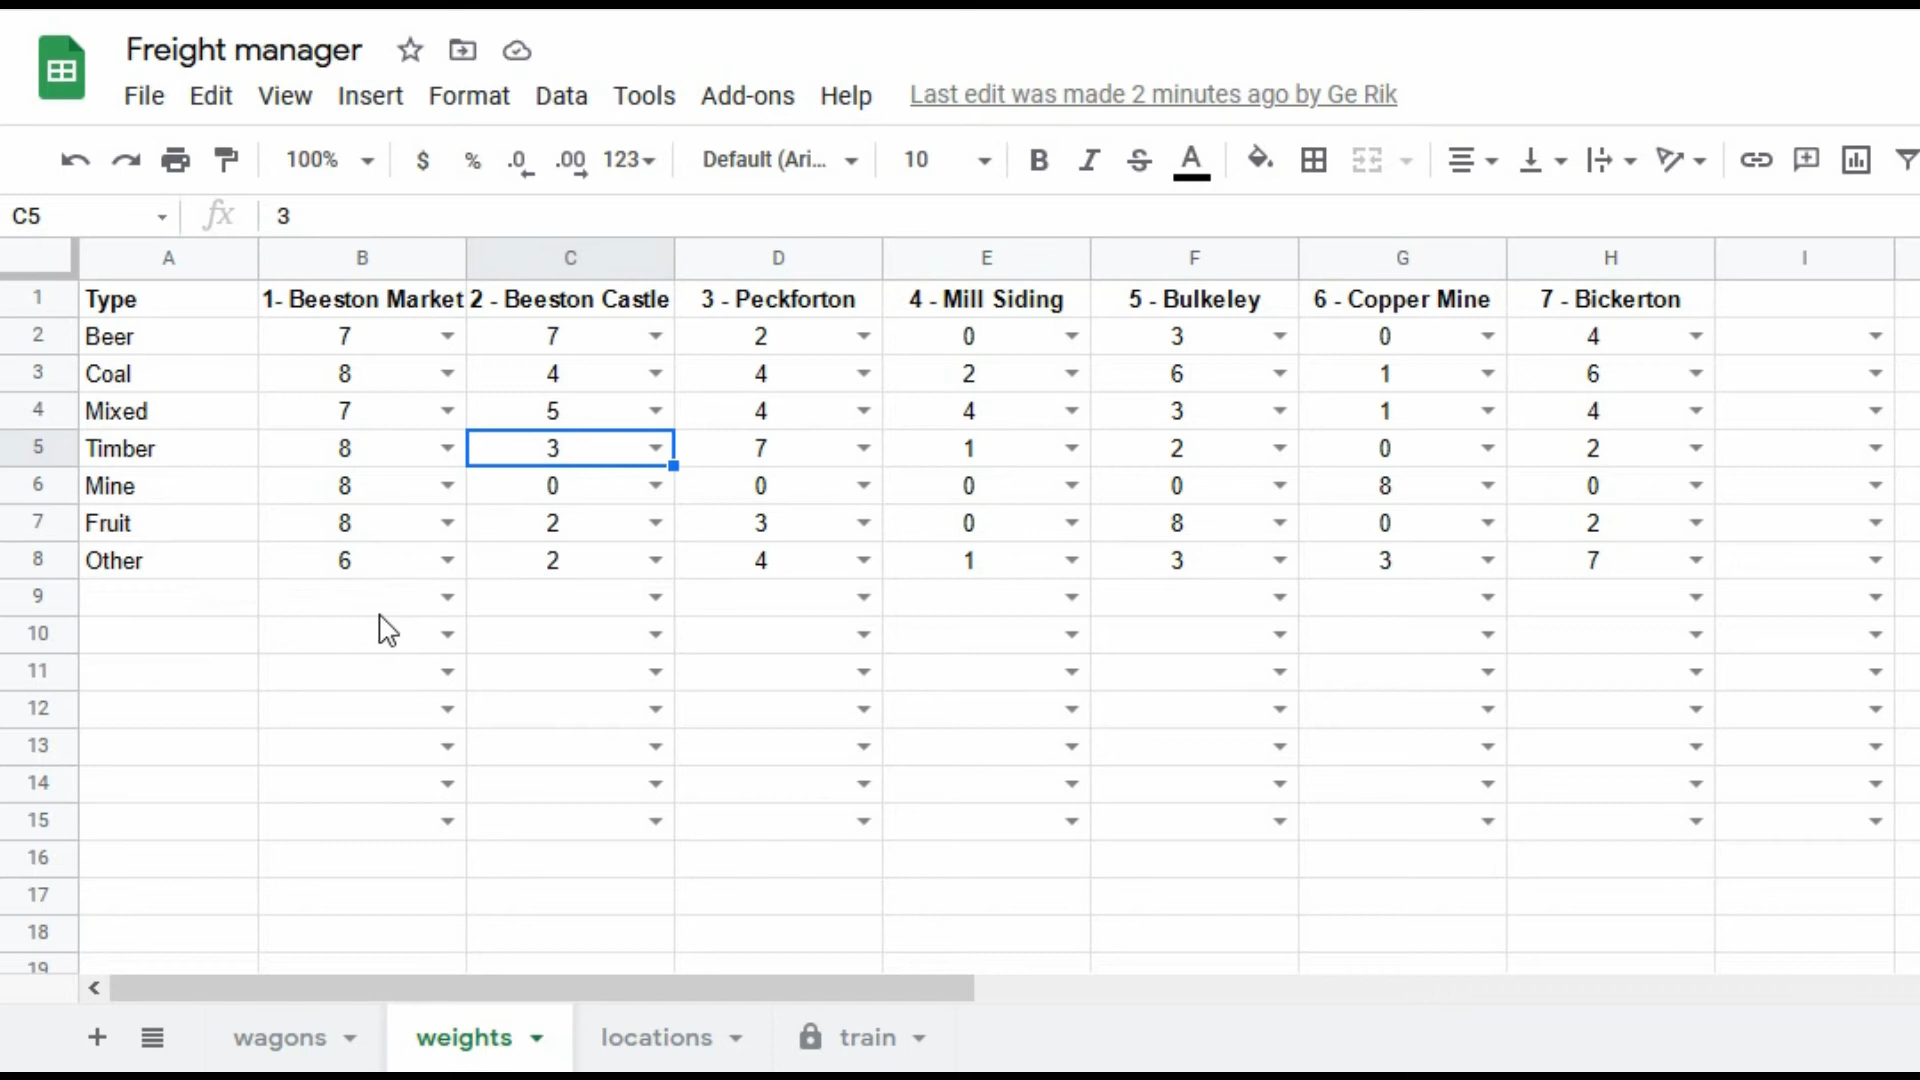 Freight manager
File Edit View Insert Format Data Tools Add-ons Help Last edit was made 2 minutes ago by Ge Rik
100% $ % .0 .00 123 Default (Ari... 10 B I S A
C5 fx 3
A B C D E F G H I
1 Type 1- Beeston Market 2 - Beeston Castle 3 - Peckforton 4 - Mill Siding 5 - Bulkeley 6 - Copper Mine 7 - Bickerton
2 Beer 7 7 2 0 3 0 4
3 Coal 8 4 4 2 6 1 6
4 Mixed 7 5 4 4 3 1 4
5 Timber 8 3 7 1 2 0 2
6 Mine 8 0 0 0 0 8 0
7 Fruit 8 2 3 0 8 0 2
8 Other 6 2 4 1 3 3 7
9
10
11
12
13
14
15
16
17
18
19
wagons weights locations train